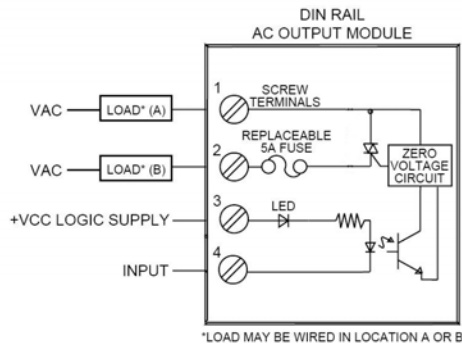 DIN RAIL
AC OUTPUT MODULE
1
SCREW
TERMINALS
VAC
LOAD* (A)
REPLACEABLE
5A FUSE
2
VAC
LOAD* (B)
ZERO
VOLTAGE
CIRCUIT
3
LED
+VCC LOGIC SUPPLY
4
INPUT
*LOAD MAY BE WIRED IN LOCATION A OR B